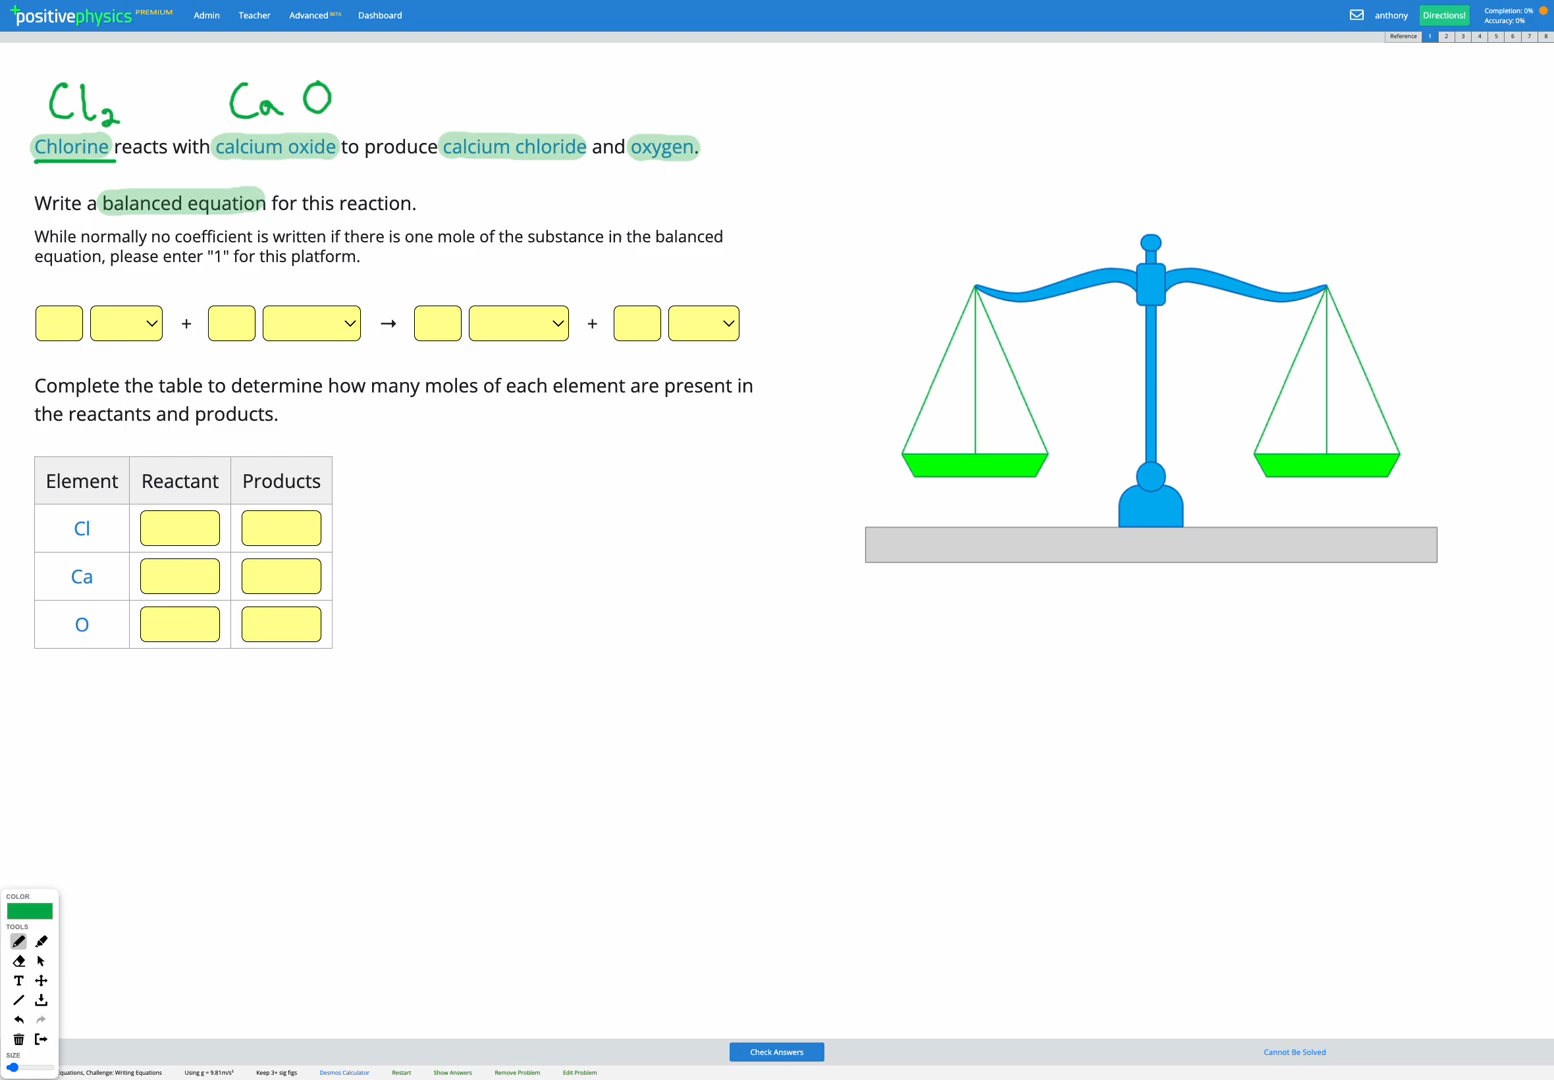 positivephysics PREMIUM Admin Teacher Advanced BETA Dashboard anthony Directions! Completion: 0%
Accuracy: 0%
Reference 1 2 3 4 5 6 7 8
Cl2 Ca O
Chlorine reacts with calcium oxide to produce calcium chloride and oxygen.
Write a balanced equation for this reaction.
While normally no coefficient is written if there is one mole of the substance in the balanced
equation, please enter "1" for this platform.
+ → +
Complete the table to determine how many moles of each element are present in
the reactants and products.
Element Reactant Products
Cl
Ca
O
COLOR
TOOLS
T
SIZE
Check Answers Cannot Be Solved
Equations, Challenge: Writing Equations Using g = 9.81m/s² Keep 3+ sig figs Desmos Calculator Restart Show Answers Remove Problem Edit Problem